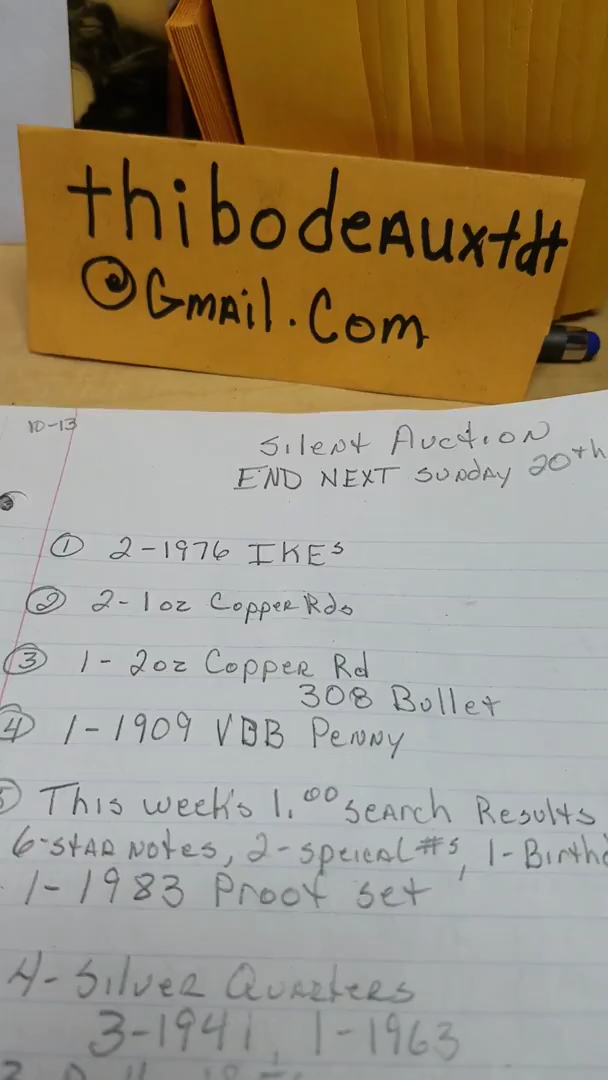 thibodeAuxtdt
@Gmail.Com
10-13
Silent Auction
END NEXT SUNDAY 20th
① 2-1976 IKEs
② 2-1oz Copper Rds
③ 1-2oz Copper Rd
308 Bullet
④ 1-1909 VDB Penny
This week's 1.00 Search Results
6-STAR Notes, 2-speical #s, 1-Birth
1-1983 Proof set
4-Silver Quarters
3-1941, 1-1963